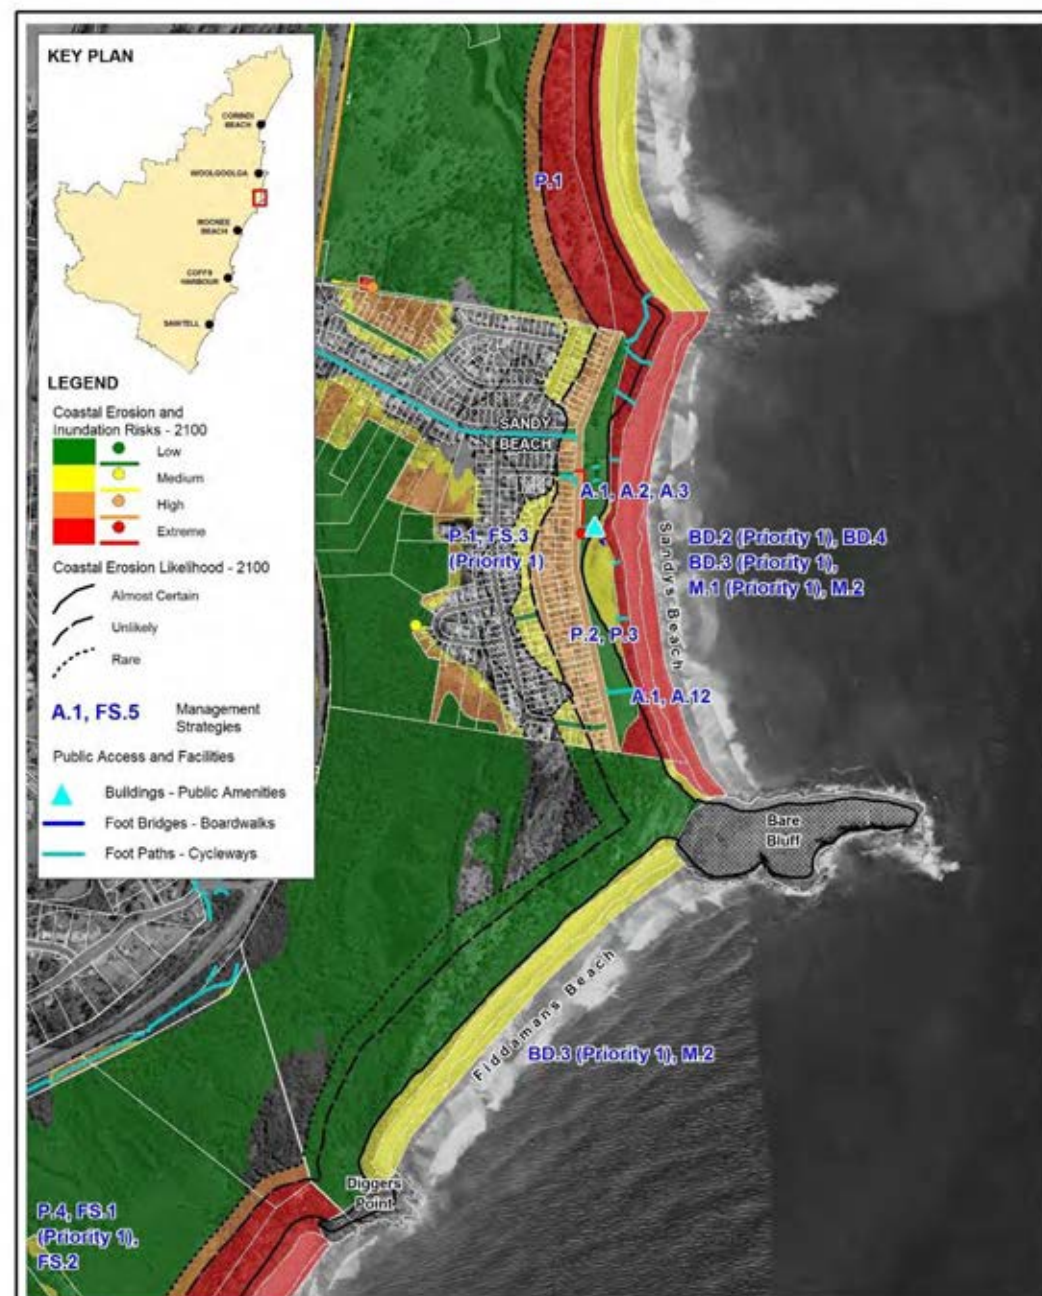 KEY PLAN
CORINDI
BEACH
WOOLGOOLGA
MOONEE
BEACH
COFFS
HARBOUR
SAWTELL
LEGEND
Coastal Erosion and
Inundation Risks - 2100
Low
Medium
High
Extreme
Coastal Erosion Likelihood - 2100
Almost Certain
Unlikely
Rare
A.1, FS.5
Management
Strategies
Public Access and Facilities
Buildings - Public Amenities
Foot Bridges - Boardwalks
Foot Paths - Cycleways
P.1
SANDY
BEACH
A.1, A.2, A.3
P.1, FS.3
(Priority 1)
Sandys Beach
BD.2 (Priority 1), BD.4
BD.3 (Priority 1),
M.1 (Priority 1), M.2
P.2, P.3
A.1, A.12
Bare
Bluff
Fiddamans Beach
BD.3 (Priority 1), M.2
Diggers
Point
P.4, FS.1
(Priority 1),
FS.2